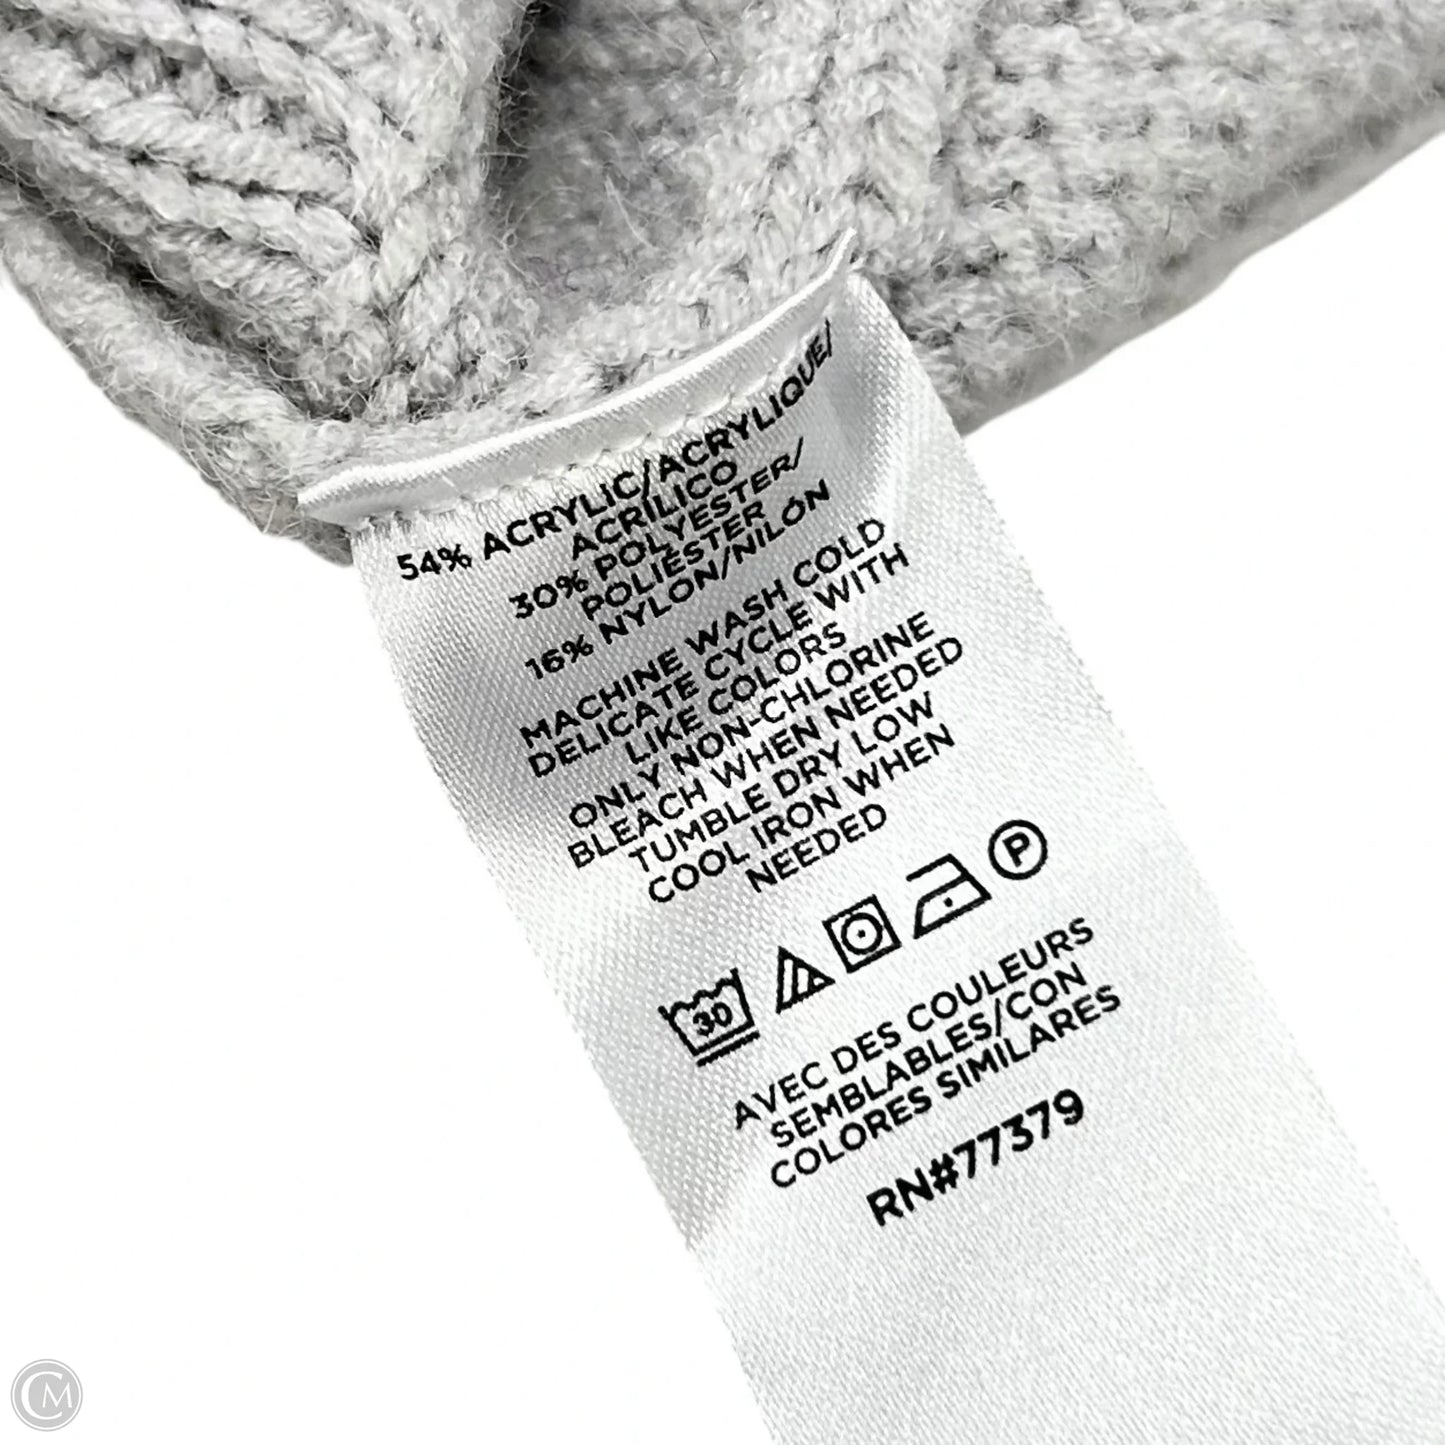 54% ACRYLIC/ACRYLIQUE/
ACRÍLICO
30% POLYESTER/
POLIÉSTER
16% NYLON/NILÓN
MACHINE WASH COLD
DELICATE CYCLE WITH
LIKE COLORS
ONLY NON-CHLORINE
BLEACH WHEN NEEDED
TUMBLE DRY LOW
COOL IRON WHEN
NEEDED
30
P
AVEC DES COULEURS
SEMBLABLES/CON
COLORES SIMILARES
RN#77379
CM